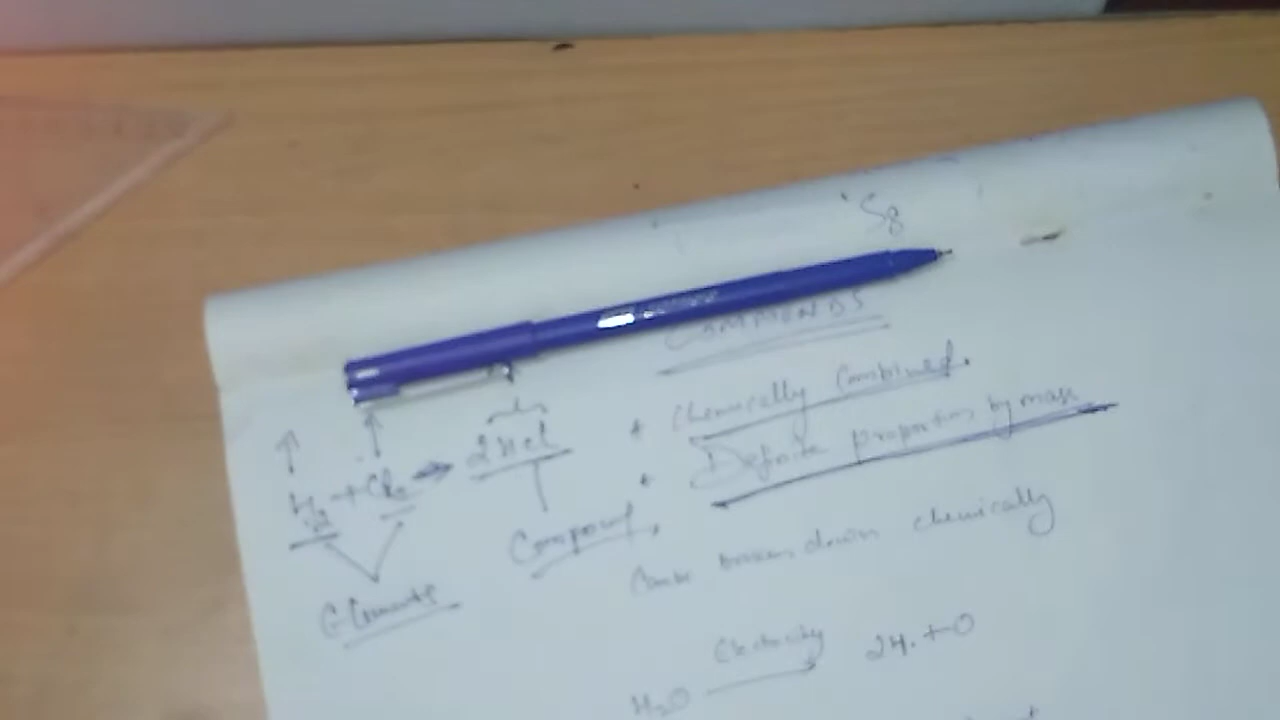 S8
COMPOUNDS
+ Chemically Combined.
H2 + Cl2 → 2HCl
+ Definite proportion by mass
Elements
Compound
Can be broken down chemically
Electricity
H2O → 2H.+O